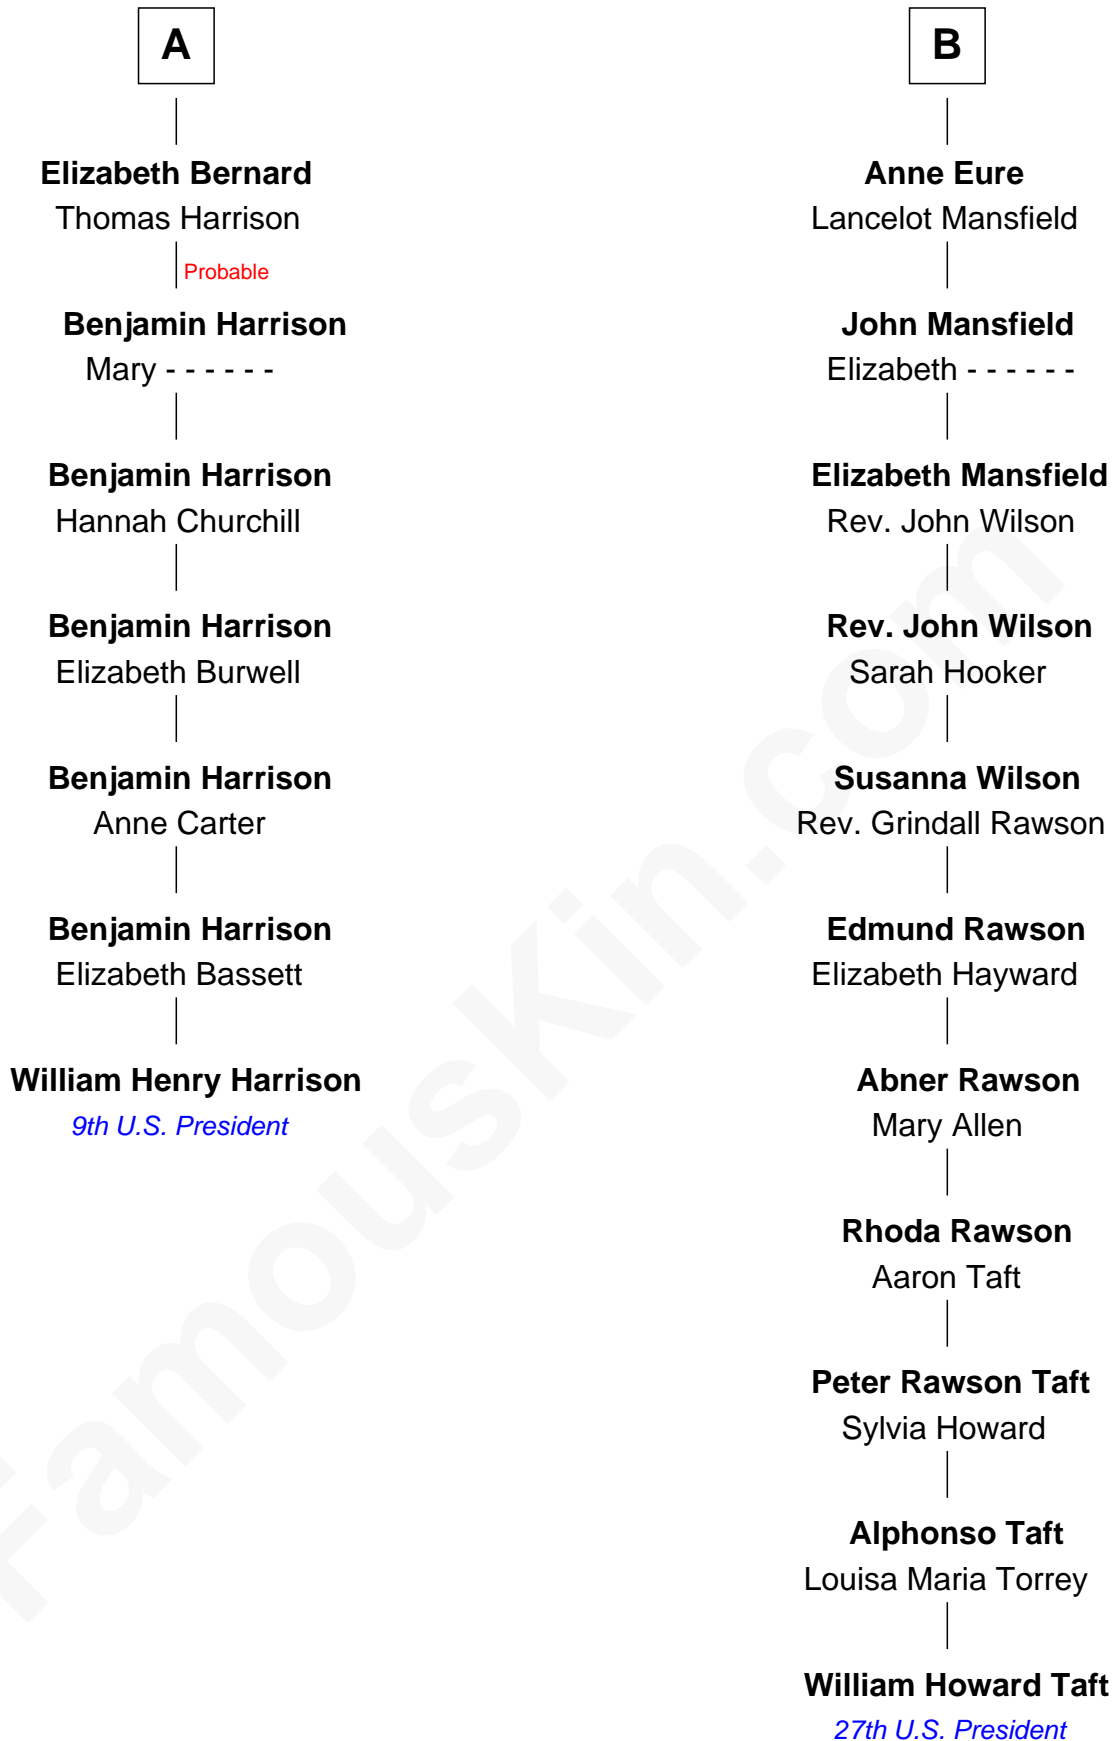 A
Elizabeth Bernard
Thomas Harrison
Probable
Benjamin Harrison
Mary - - - - - -
Benjamin Harrison
Hannah Churchill
Benjamin Harrison
Elizabeth Burwell
Benjamin Harrison
Anne Carter
Benjamin Harrison
Elizabeth Bassett
William Henry Harrison
9th U.S. President
B
Anne Eure
Lancelot Mansfield
John Mansfield
Elizabeth - - - - - -
Elizabeth Mansfield
Rev. John Wilson
Rev. John Wilson
Sarah Hooker
Susanna Wilson
Rev. Grindall Rawson
Edmund Rawson
Elizabeth Hayward
Abner Rawson
Mary Allen
Rhoda Rawson
Aaron Taft
Peter Rawson Taft
Sylvia Howard
Alphonso Taft
Louisa Maria Torrey
William Howard Taft
27th U.S. President
FamousKin.com